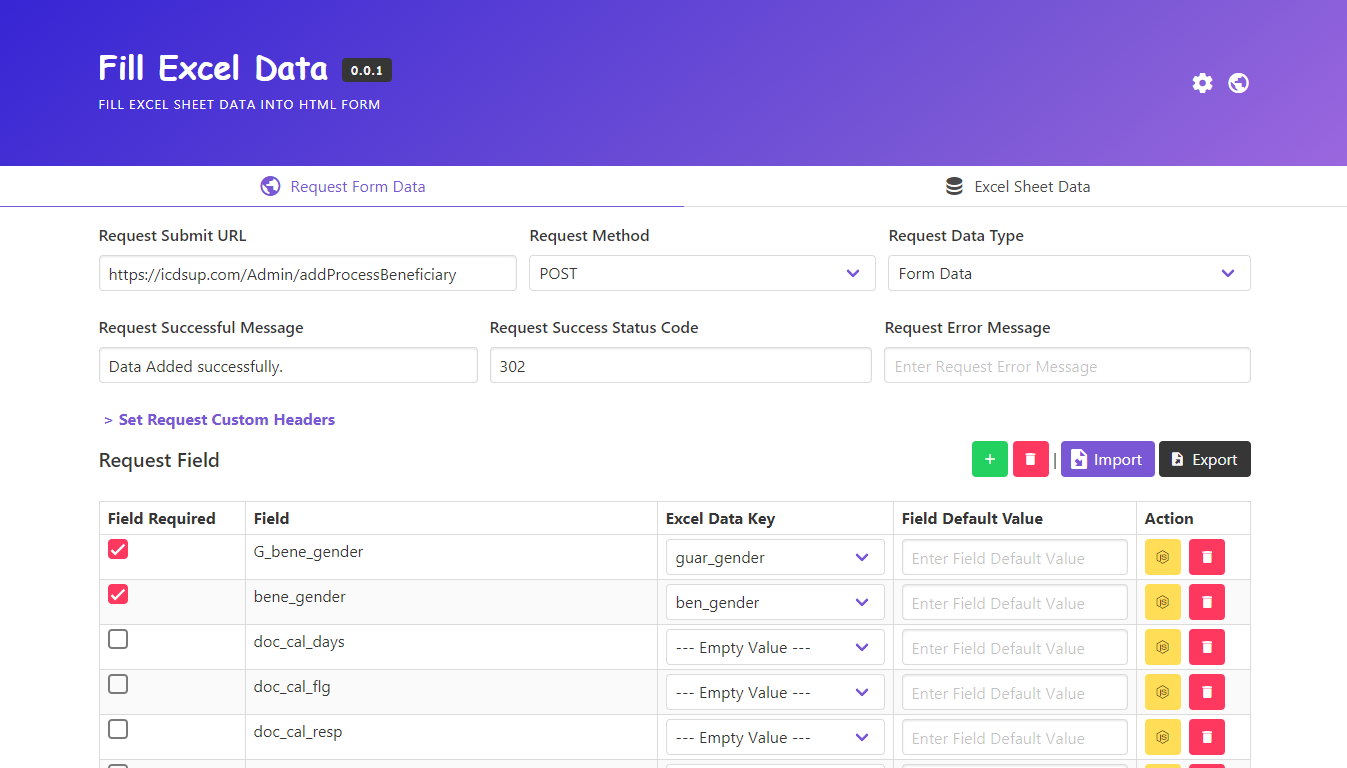 Fill Excel Data 0.0.1
FILL EXCEL SHEET DATA INTO HTML FORM
Request Form Data
Excel Sheet Data
Request Submit URL
Request Method
Request Data Type
https://icdsup.com/Admin/addProcessBeneficiary
POST
Form Data
Request Successful Message
Request Success Status Code
Request Error Message
Data Added successfully.
302
Enter Request Error Message
> Set Request Custom Headers
Request Field
+
|
Import
Export
Field Required
Field
Excel Data Key
Field Default Value
Action
G_bene_gender
guar_gender
Enter Field Default Value
bene_gender
ben_gender
Enter Field Default Value
doc_cal_days
--- Empty Value ---
Enter Field Default Value
doc_cal_flg
--- Empty Value ---
Enter Field Default Value
doc_cal_resp
--- Empty Value ---
Enter Field Default Value